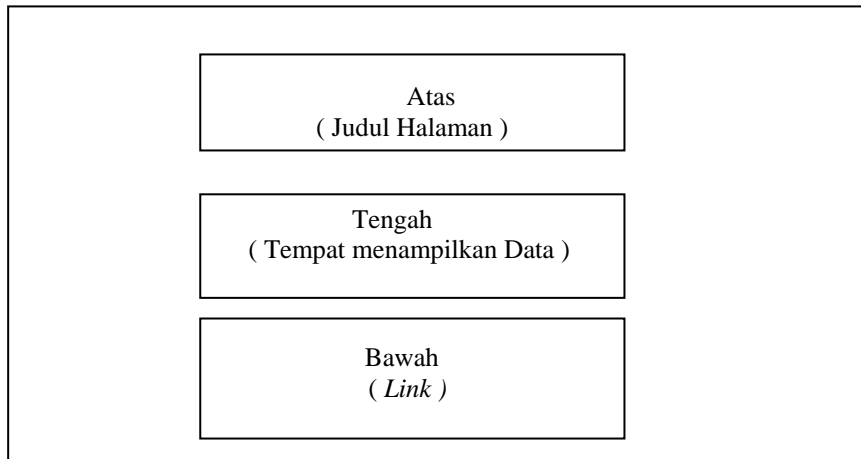 Atas
( Judul Halaman )
Tengah
( Tempat menampilkan Data )
Bawah
( Link )